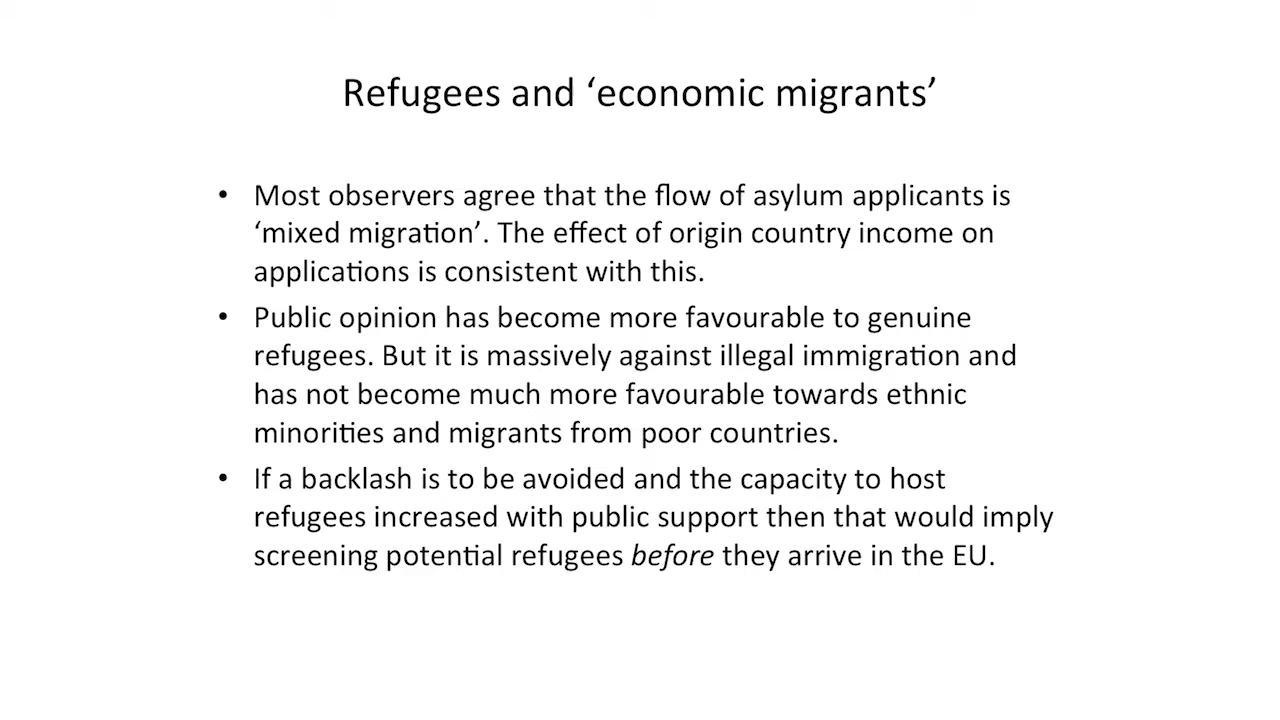 Refugees and ‘economic migrants’
• Most observers agree that the flow of asylum applicants is
‘mixed migration’. The effect of origin country income on
applications is consistent with this.
• Public opinion has become more favourable to genuine
refugees. But it is massively against illegal immigration and
has not become much more favourable towards ethnic
minorities and migrants from poor countries.
• If a backlash is to be avoided and the capacity to host
refugees increased with public support then that would imply
screening potential refugees before they arrive in the EU.